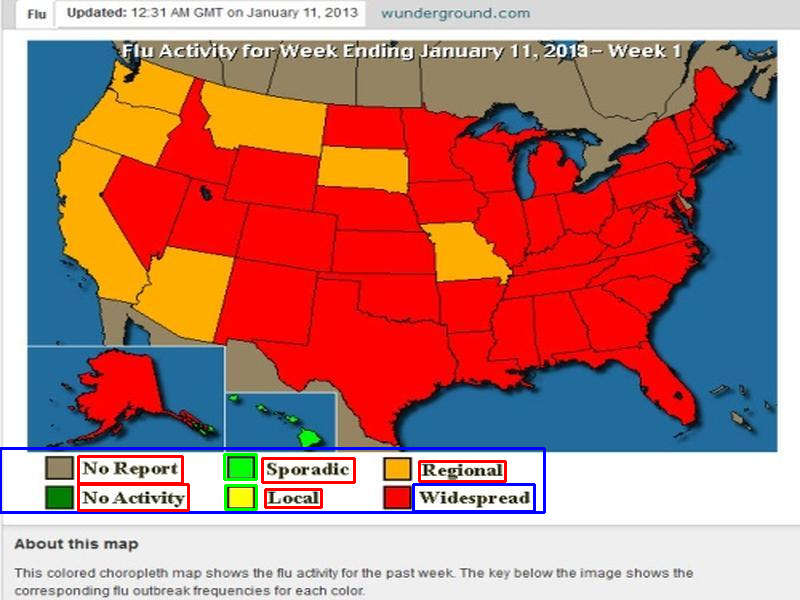 Flu Updated: 12:31 AM GMT on January 11, 2013 wunderground.com
Flu Activity for Week Ending January 11, 2013- Week 1
No Report Sporadic Regional
No Activity Local Widespread
About this map
This colored choropleth map shows the flu activity for the past week. The key below the image shows the
corresponding flu outbreak frequencies for each color.